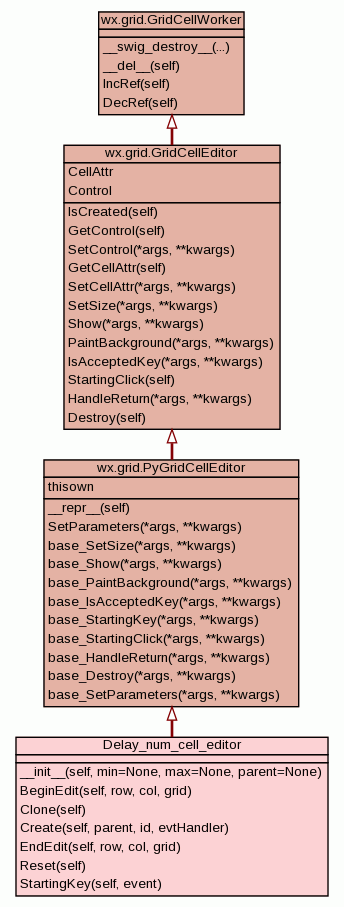 wx.grid.GridCellWorker
__swig_destroy__(...)
__del__(self)
IncRef(self)
DecRef(self)
wx.grid.GridCellEditor
CellAttr
Control
IsCreated(self)
GetControl(self)
SetControl(*args, **kwargs)
GetCellAttr(self)
SetCellAttr(*args, **kwargs)
SetSize(*args, **kwargs)
Show(*args, **kwargs)
PaintBackground(*args, **kwargs)
IsAcceptedKey(*args, **kwargs)
StartingClick(self)
HandleReturn(*args, **kwargs)
Destroy(self)
wx.grid.PyGridCellEditor
thisown
__repr__(self)
SetParameters(*args, **kwargs)
base_SetSize(*args, **kwargs)
base_Show(*args, **kwargs)
base_PaintBackground(*args, **kwargs)
base_IsAcceptedKey(*args, **kwargs)
base_StartingKey(*args, **kwargs)
base_StartingClick(*args, **kwargs)
base_HandleReturn(*args, **kwargs)
base_Destroy(*args, **kwargs)
base_SetParameters(*args, **kwargs)
Delay_num_cell_editor
__init__(self, min=None, max=None, parent=None)
BeginEdit(self, row, col, grid)
Clone(self)
Create(self, parent, id, evtHandler)
EndEdit(self, row, col, grid)
Reset(self)
StartingKey(self, event)